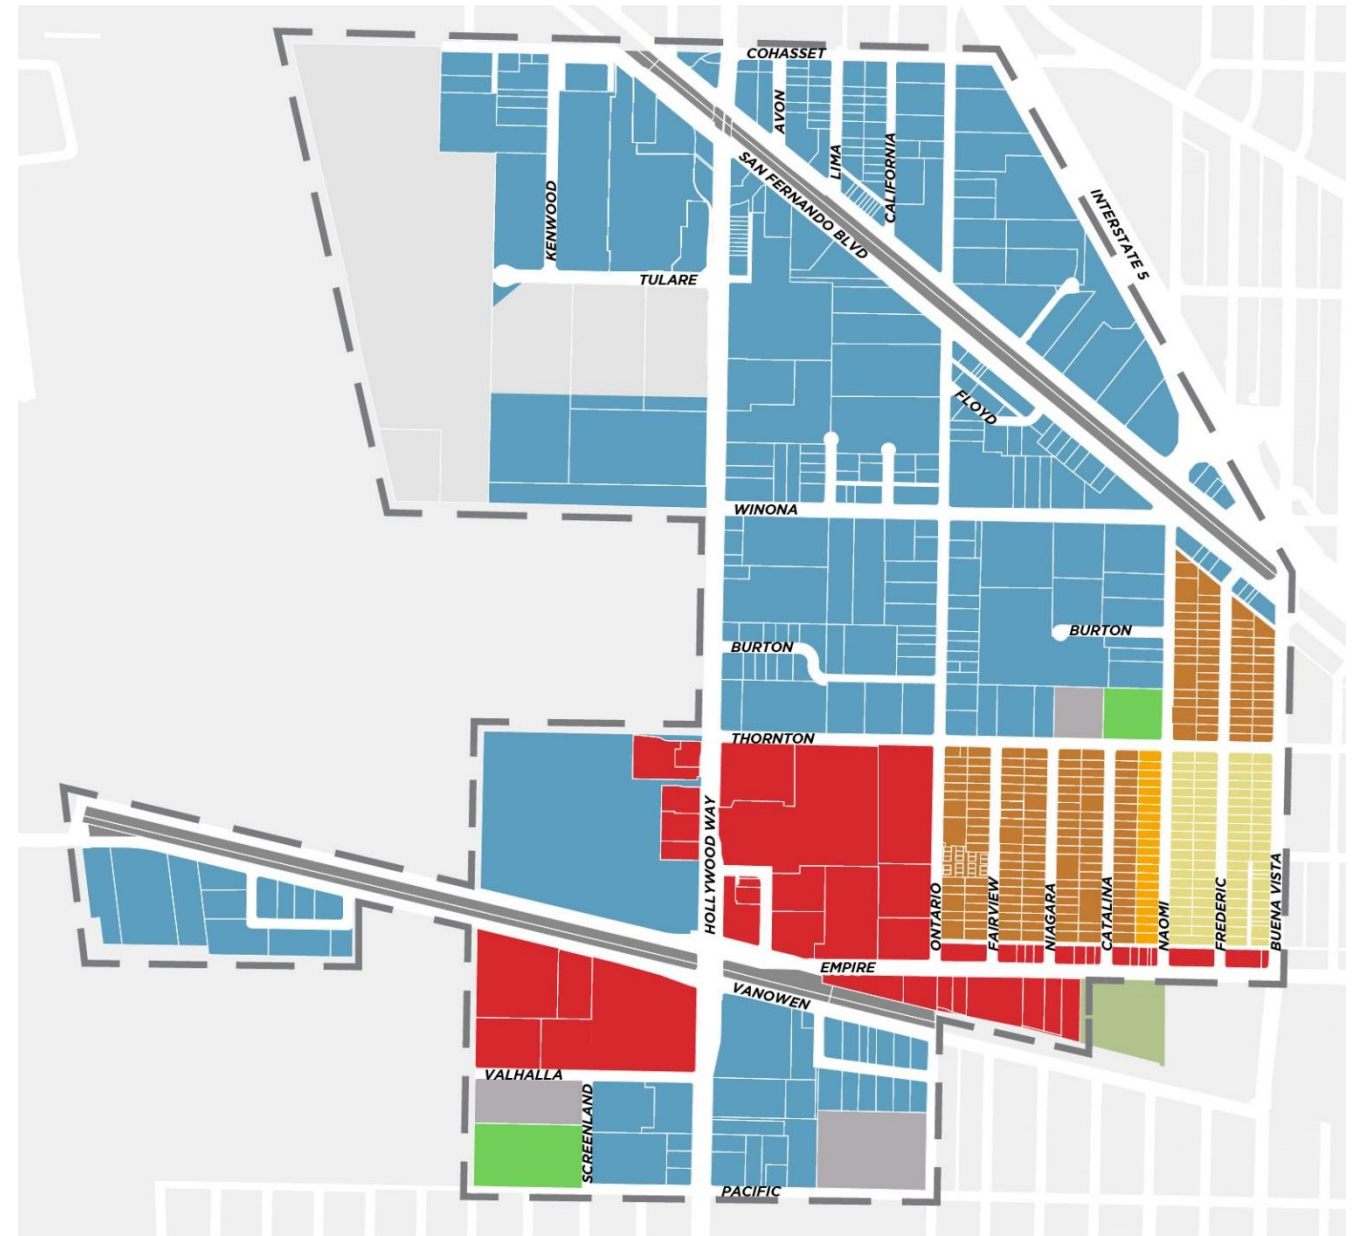 COHASSET
AVON
LIMA
CALIFORNIA
SAN FERNANDO BLVD
KENWOOD
INTERSTATE 5
TULARE
FLOYD
WINONA
BURTON
BURTON
THORNTON
HOLLYWOOD WAY
ONTARIO
FAIRVIEW
NIAGARA
CATALINA
NAOMI
FREDERIC
BUENA VISTA
EMPIRE
VANOWEN
VALHALLA
SCREENLAND
PACIFIC